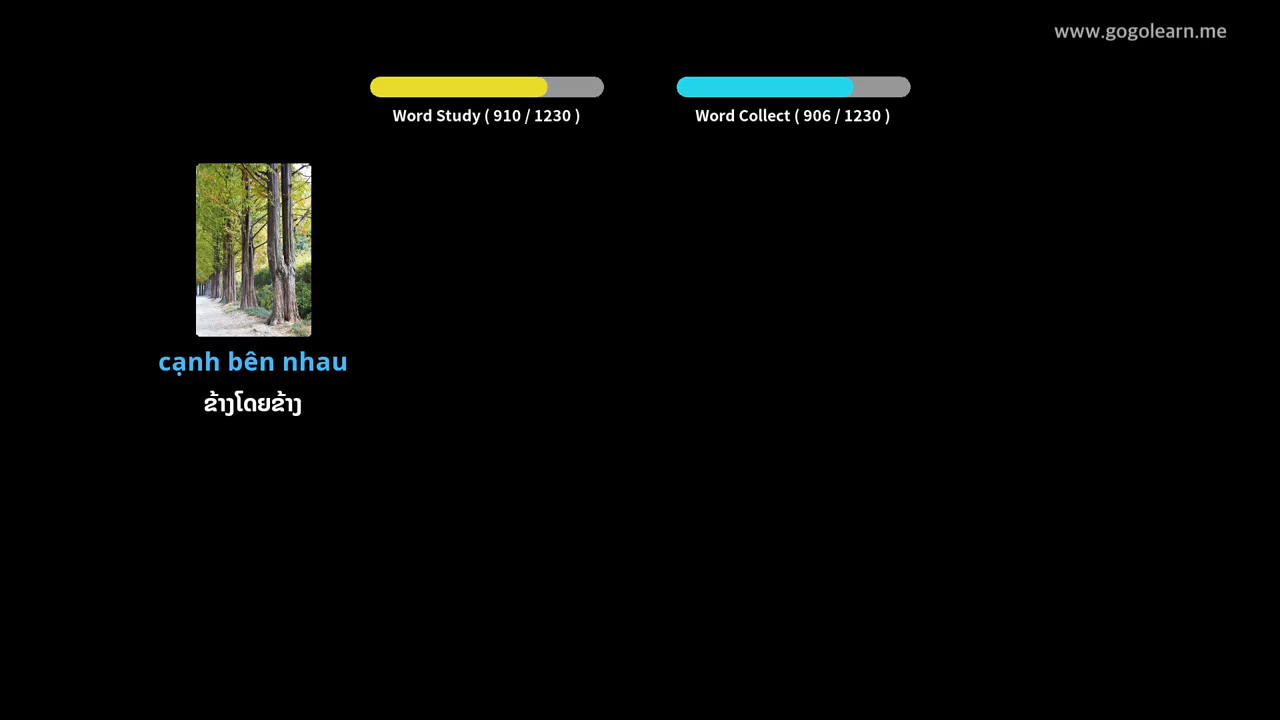 www.gogolearn.me
Word Study ( 910 / 1230 )
Word Collect ( 906 / 1230 )
cạnh bên nhau
ຂ້າງໂດຍຂ້າງ